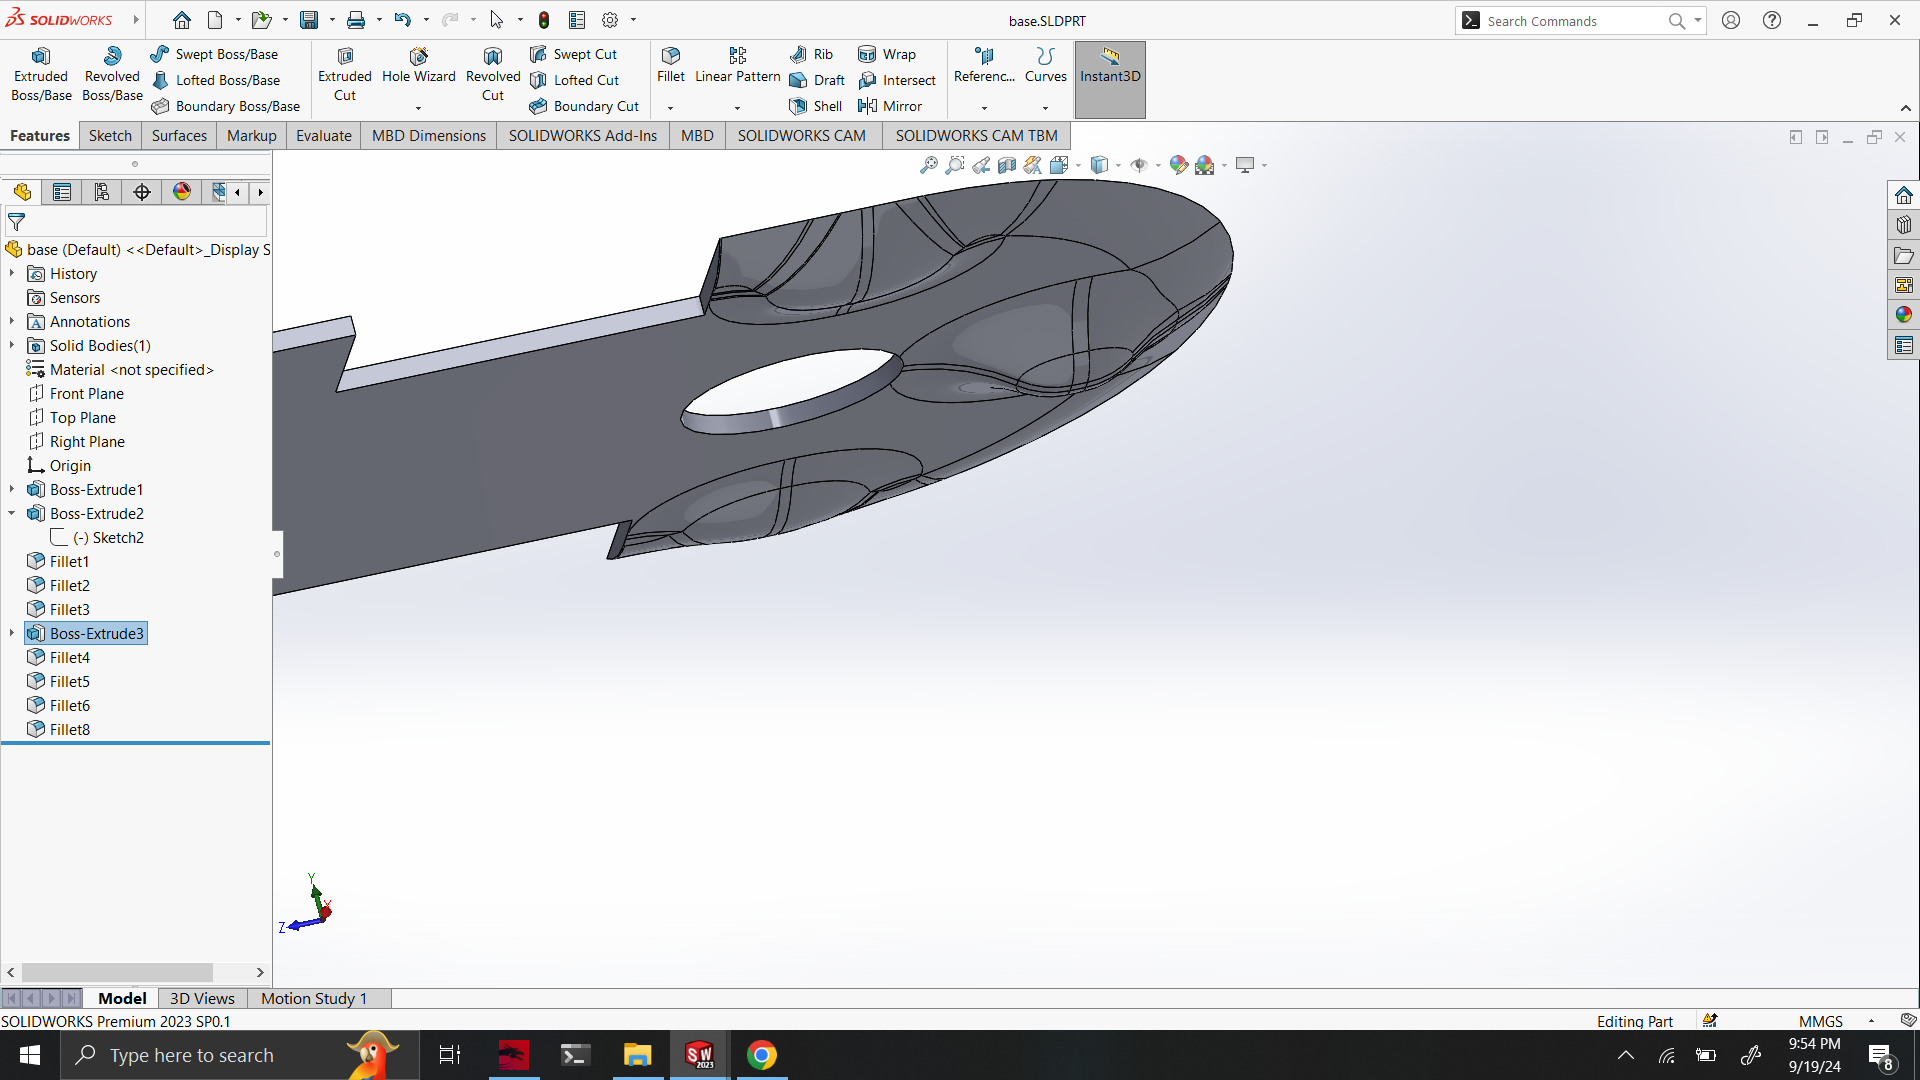 SOLIDWORKS
base.SLDPRT
Search Commands
Extruded Boss/Base
Revolved Boss/Base
Swept Boss/Base
Lofted Boss/Base
Boundary Boss/Base
Extruded Cut
Hole Wizard
Revolved Cut
Swept Cut
Lofted Cut
Boundary Cut
Fillet
Linear Pattern
Rib
Draft
Shell
Wrap
Intersect
Mirror
Referenc...
Curves
Instant3D
Features
Sketch
Surfaces
Markup
Evaluate
MBD Dimensions
SOLIDWORKS Add-Ins
MBD
SOLIDWORKS CAM
SOLIDWORKS CAM TBM
base (Default) <<Default>_Display S
History
Sensors
Annotations
Solid Bodies(1)
Material <not specified>
Front Plane
Top Plane
Right Plane
Origin
Boss-Extrude1
Boss-Extrude2
(-) Sketch2
Fillet1
Fillet2
Fillet3
Boss-Extrude3
Fillet4
Fillet5
Fillet6
Fillet8
Y
X
Z
Model
3D Views
Motion Study 1
SOLIDWORKS Premium 2023 SP0.1
Editing Part
MMGS
Type here to search
SW
2023
9:54 PM
9/19/24
8